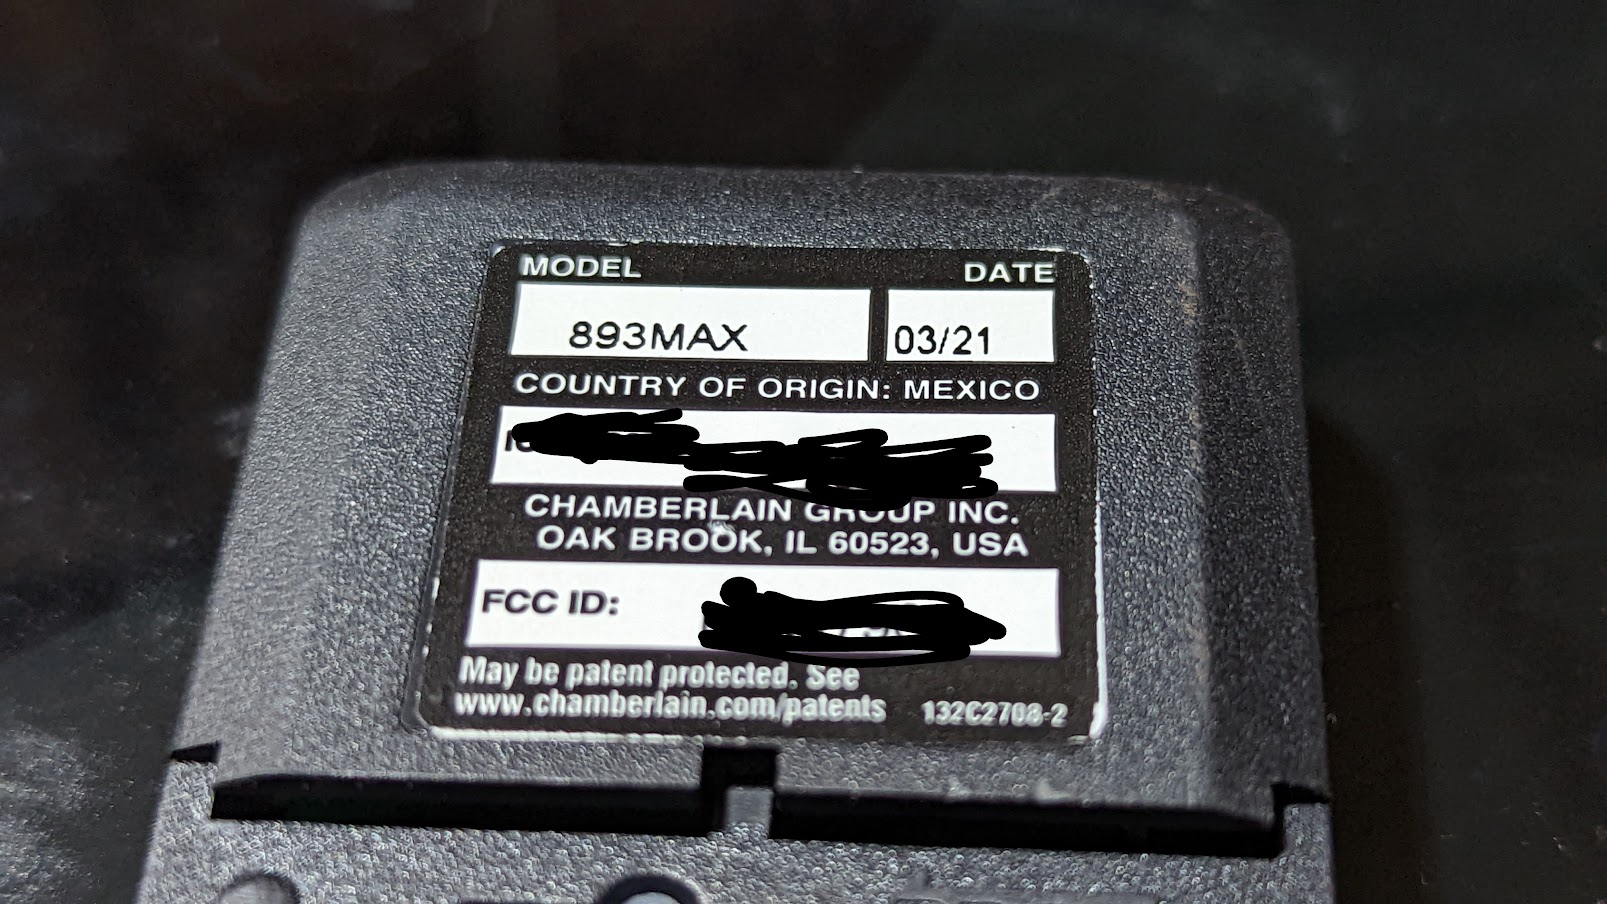 MODEL DATE
893MAX 03/21
COUNTRY OF ORIGIN: MEXICO
CHAMBERLAIN GROUP INC.
OAK BROOK, IL 60523, USA
FCC ID:
May be patent protected. See
www.chamberlain.com/patents 132C2708-2